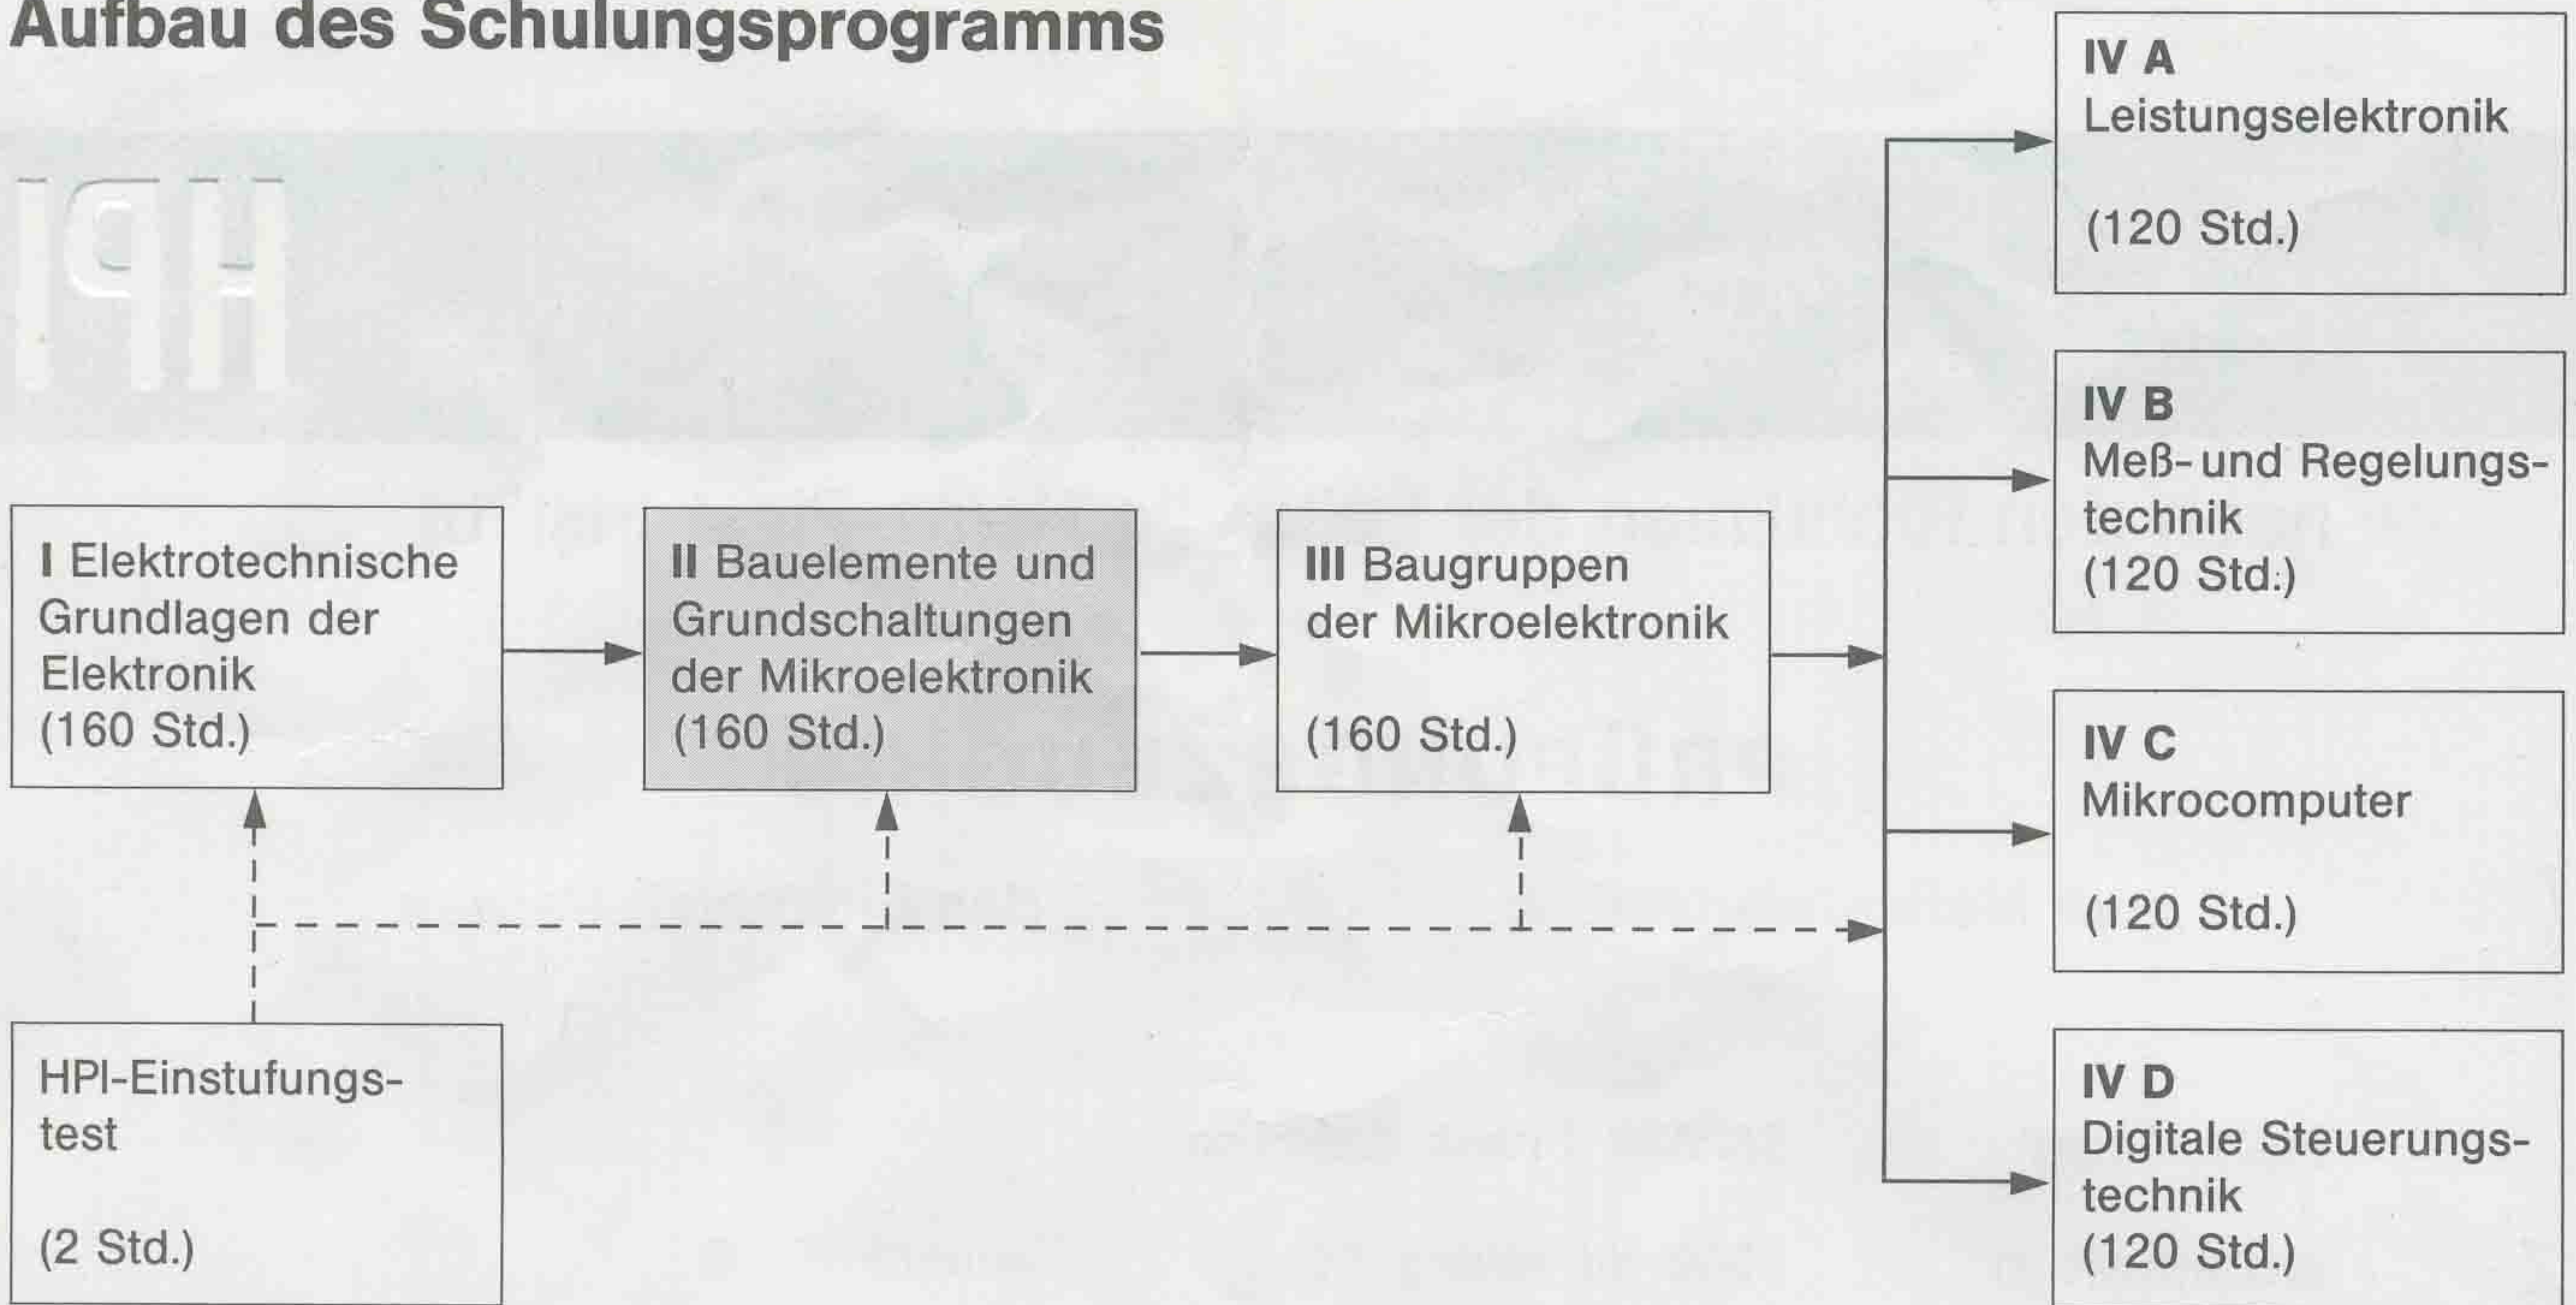 Aufbau des Schulungsprogramms
HPI
I Elektrotechnische
Grundlagen der
Elektronik
(160 Std.)
II Bauelemente und
Grundschaltungen
der Mikroelektronik
(160 Std.)
III Baugruppen
der Mikroelektronik
(160 Std.)
IV A
Leistungselektronik
(120 Std.)
IV B
Meß- und Regelungs-
technik
(120 Std.)
IV C
Mikrocomputer
(120 Std.)
IV D
Digitale Steuerungs-
technik
(120 Std.)
HPI-Einstufungs-
test
(2 Std.)